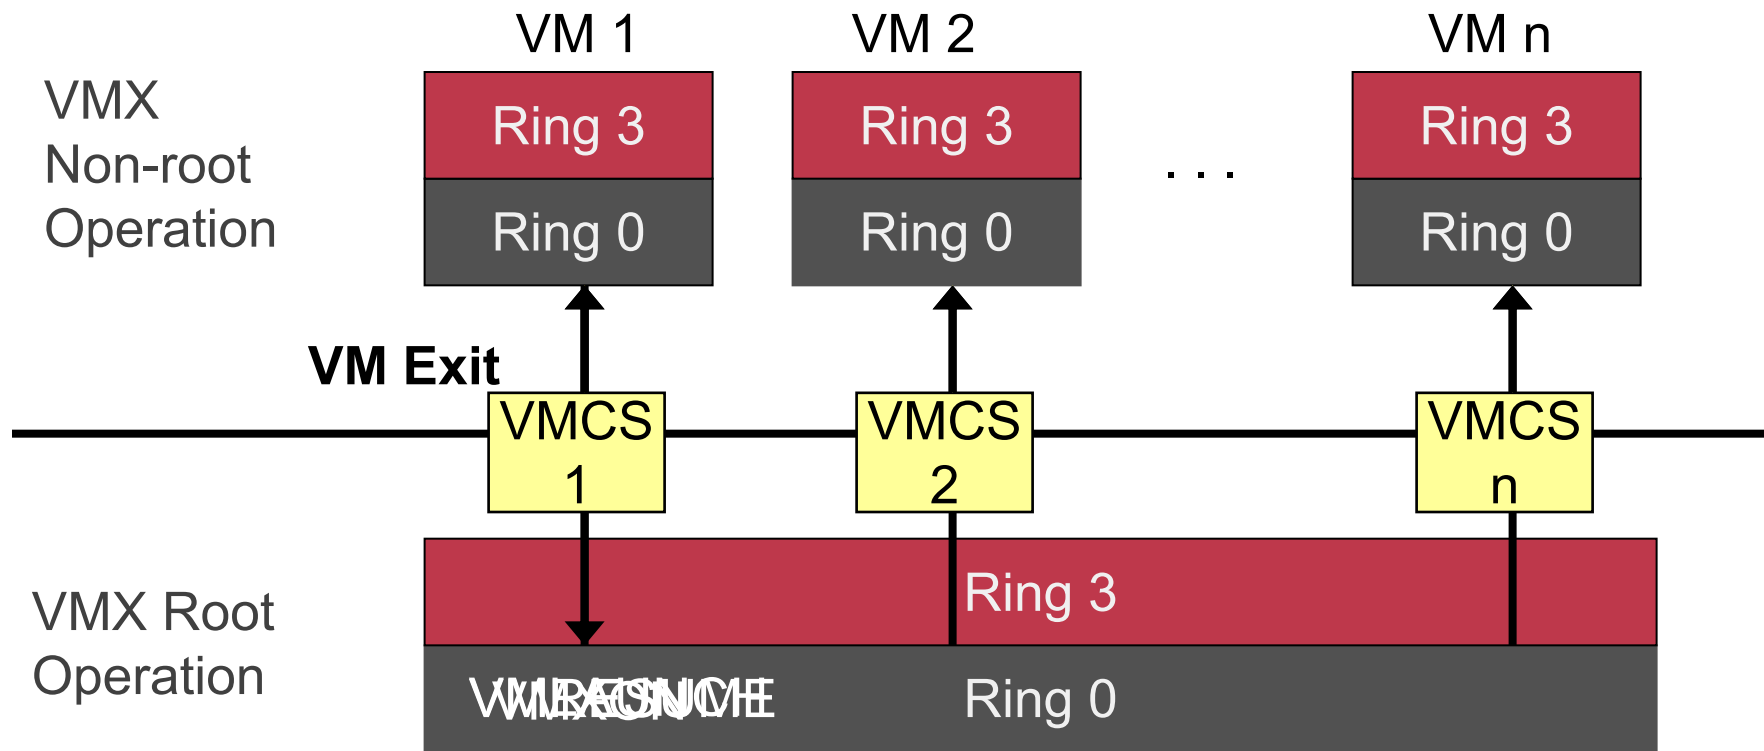 VM 1
VM 2
VM n
VMX
Non-root
Operation
Ring 3
Ring 3
Ring 3
. . .
Ring 0
Ring 0
Ring 0
VM Exit
VMCS
1
VMCS
2
VMCS
n
VMX Root
Operation
Ring 3
Ring 0